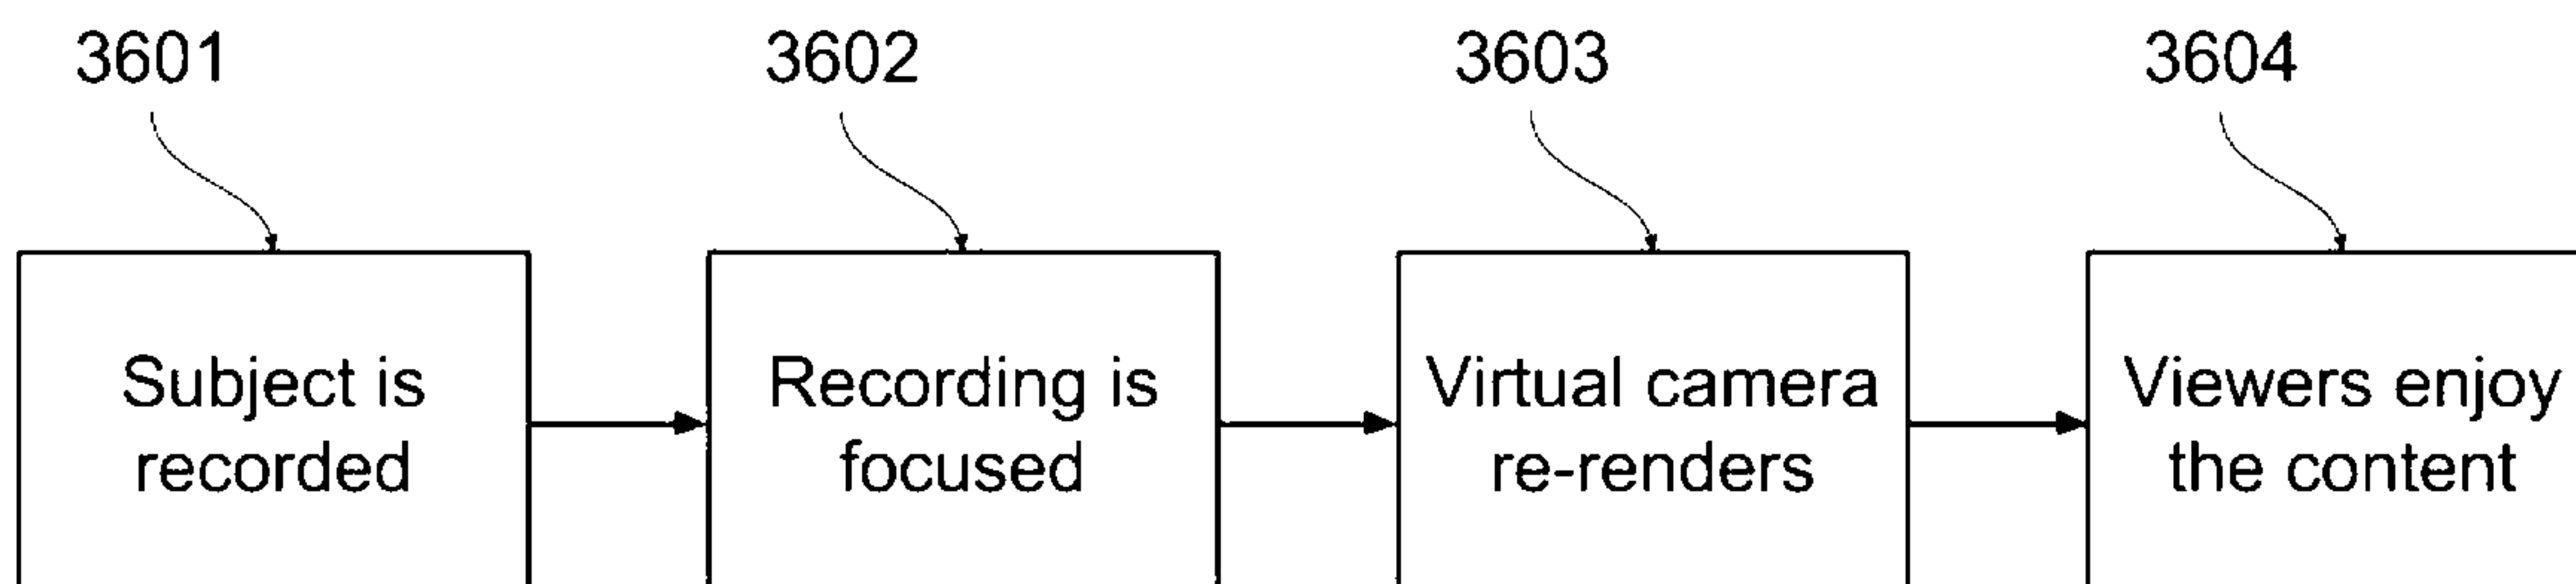 3601
3602
3603
3604
Subject is
recorded
Recording is
focused
Virtual camera
re-renders
Viewers enjoy
the content